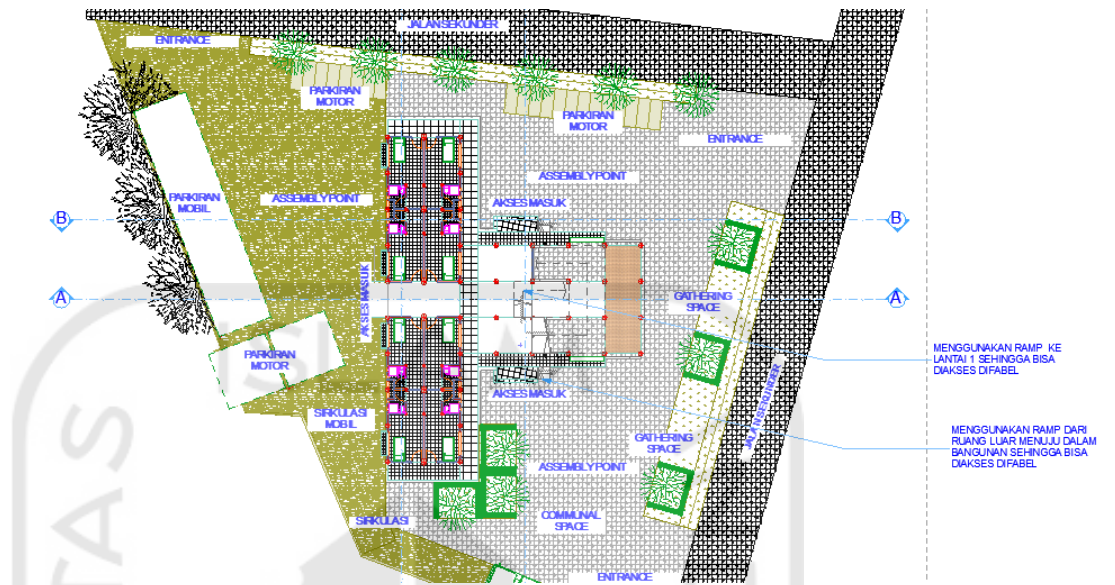 JALAN SEKUNDER
ENTRANCE
PARKIRAN
MOTOR
PARKIRAN
MOTOR
ENTRANCE
ASSEMBLY POINT
PARKIRAN
MOBIL
ASSEMBLY POINT
AKSES MASUK
B
B
AKSES MASUK
A
A
GATHERING
SPACE
MENGGUNAKAN RAMP KE
LANTAI 1 SEHINGGA BISA
DIAKSES DIFABEL
PARKIRAN
MOTOR
JALAN SEKUNDER
AKSES MASUK
SIRKULASI
MOBIL
MENGGUNAKAN RAMP DARI
RUANG LUAR MENUJU DALAM
BANGUNAN SEHINGGA BISA
DIAKSES DIFABEL
GATHERING
SPACE
ASSEMBLY POINT
SIRKULASI
COMMUNAL
SPACE
ENTRANCE
ISL
TAS